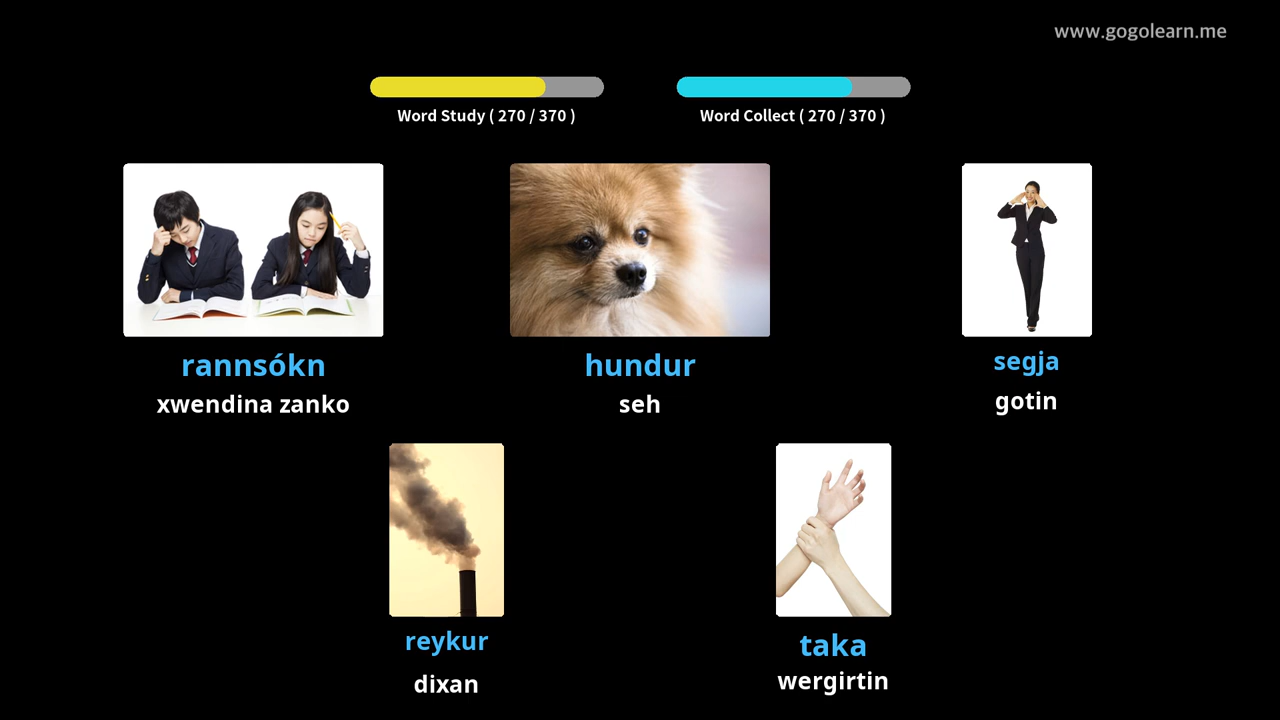 www.gogolearn.me
Word Study ( 270 / 370 )
Word Collect ( 270 / 370 )
rannsókn
xwendina zanko
hundur
seh
segja
gotin
reykur
dixan
taka
wergirtin